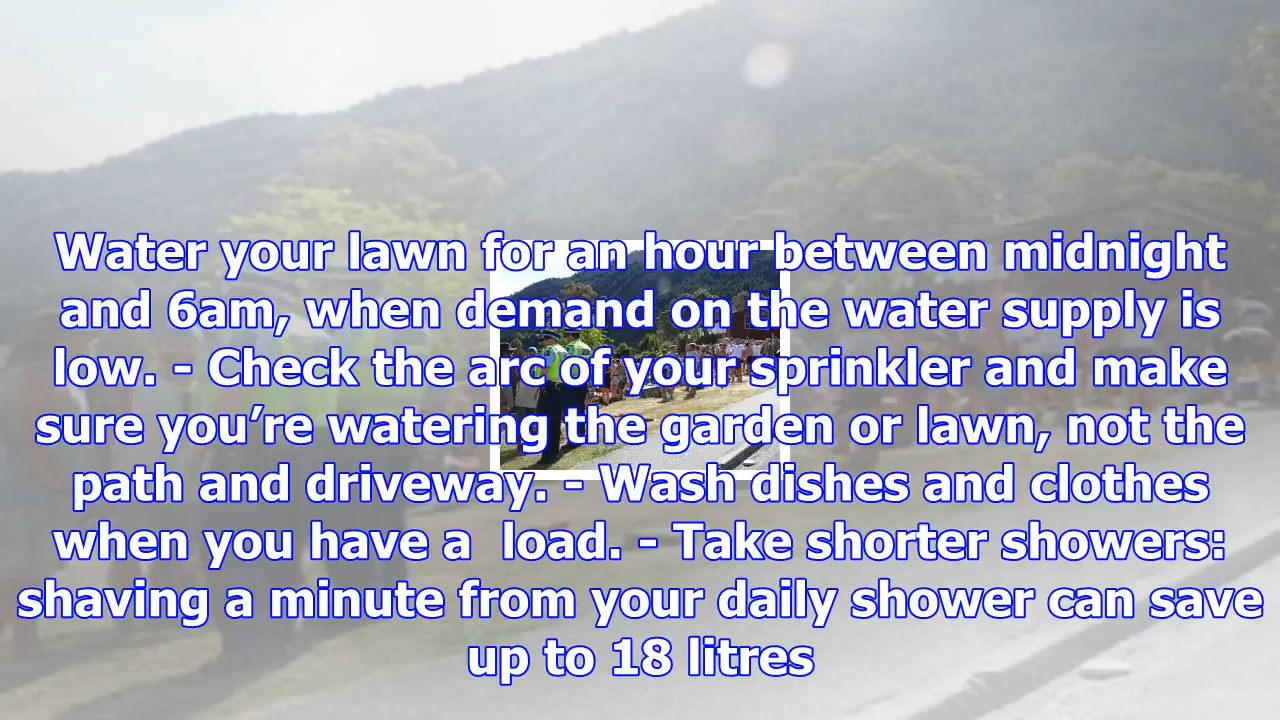 Water your lawn for an hour between midnight
and 6am, when demand on the water supply is
low. - Check the arc of your sprinkler and make
sure you’re watering the garden or lawn, not the
path and driveway. - Wash dishes and clothes
when you have a  load. - Take shorter showers:
shaving a minute from your daily shower can save
up to 18 litres